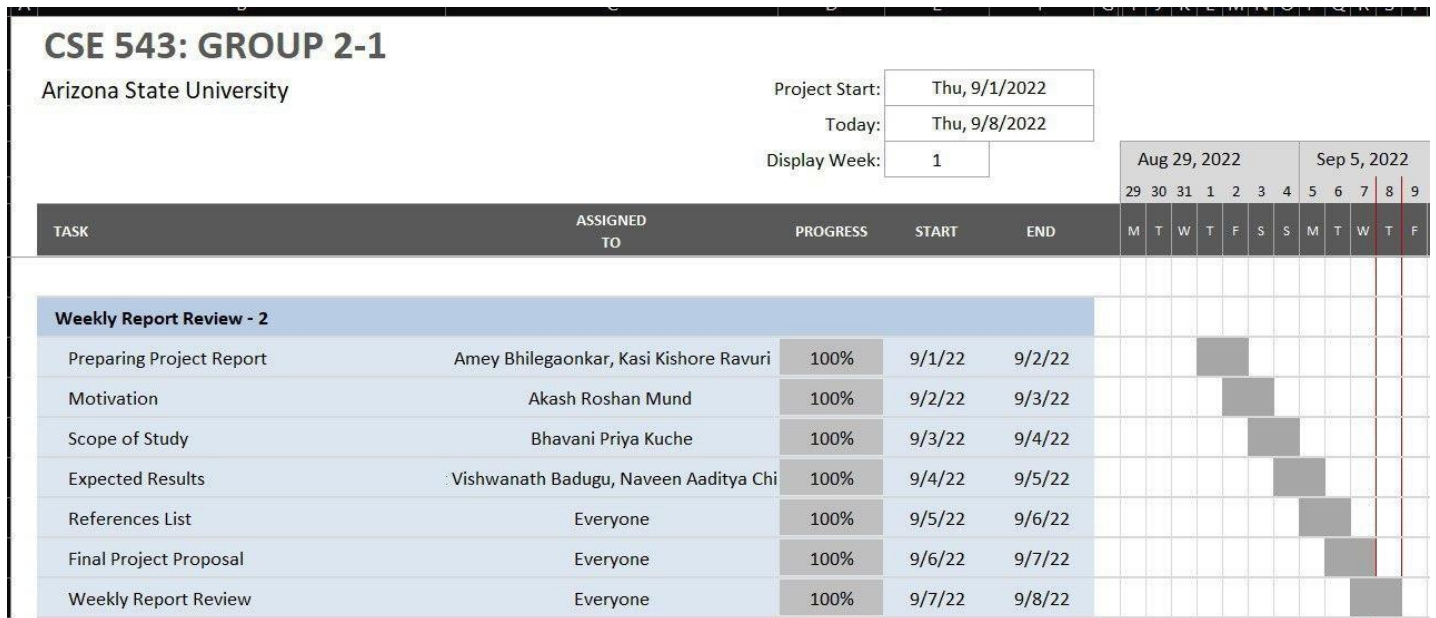 CSE 543: GROUP 2-1
Arizona State University
Project Start: Thu, 9/1/2022
Today: Thu, 9/8/2022
Display Week: 1
Aug 29, 2022 Sep 5, 2022
29 30 31 1 2 3 4 5 6 7 8 9
TASK ASSIGNED TO PROGRESS START END M T W T F S S M T W T F
Weekly Report Review - 2
Preparing Project Report Amey Bhilegaonkar, Kasi Kishore Ravuri 100% 9/1/22 9/2/22
Motivation Akash Roshan Mund 100% 9/2/22 9/3/22
Scope of Study Bhavani Priya Kuche 100% 9/3/22 9/4/22
Expected Results Vishwanath Badugu, Naveen Aaditya Chi 100% 9/4/22 9/5/22
References List Everyone 100% 9/5/22 9/6/22
Final Project Proposal Everyone 100% 9/6/22 9/7/22
Weekly Report Review Everyone 100% 9/7/22 9/8/22